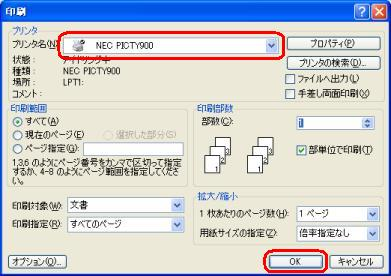 印刷
プリンタ
プリンタ名(N): NEC PICTY900 プロパティ(P)
状態: アイドリング中 プリンタの検索(D)...
種類: NEC PICTY900 ファイルへ出力(L)
場所: LPT1: 手差し両面印刷(X)
コメント:
印刷範囲 印刷部数
すべて(A) 部数(C): 1
現在のページ(E) 選択した部分(S)
ページ指定(G):
1,3,6 のようにページ番号をカンマで区切って指定
するか、4-8 のようにページ範囲を指定してくださ
い。
部単位で印刷(T)
印刷対象(W): 文書 拡大/縮小
印刷指定(R): すべてのページ 1 枚あたりのページ数(H): 1 ページ
用紙サイズの指定(Z): 倍率指定なし
オプション(O)... OK キャンセル